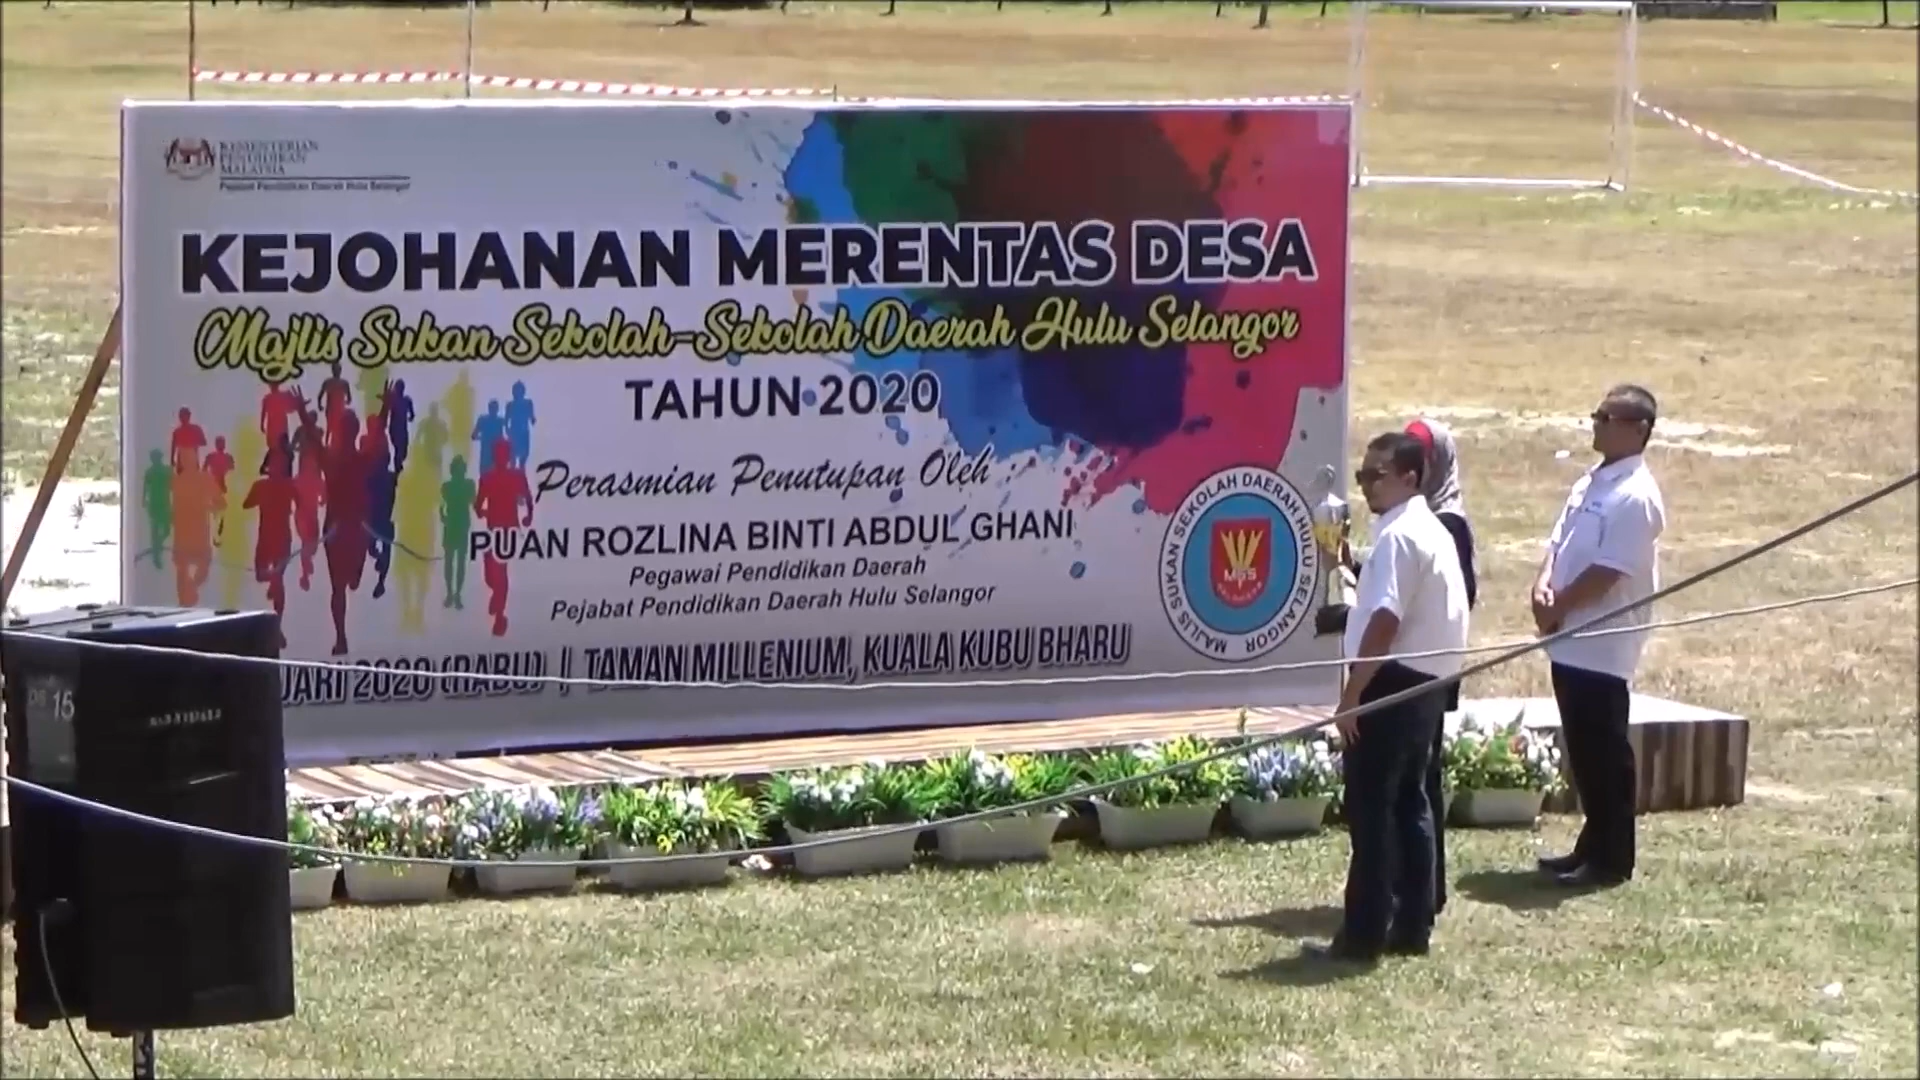 KEMENTERIAN
PENDIDIKAN
MALAYSIA
Pejabat Pendidikan Daerah Hulu Selangor
KEJOHANAN MERENTAS DESA
Majlis Sukan Sekolah-Sekolah Daerah Hulu Selangor
TAHUN 2020
Perasmian Penutupan Oleh
PUAN ROZLINA BINTI ABDUL GHANI
Pegawai Pendidikan Daerah
Pejabat Pendidikan Daerah Hulu Selangor
UARI 2020 (RABU) | TAMAN MILLENIUM, KUALA KUBU BHARU
MAJLIS SUKAN SEKOLAH DAERAH HULU SELANGOR
MSS
15